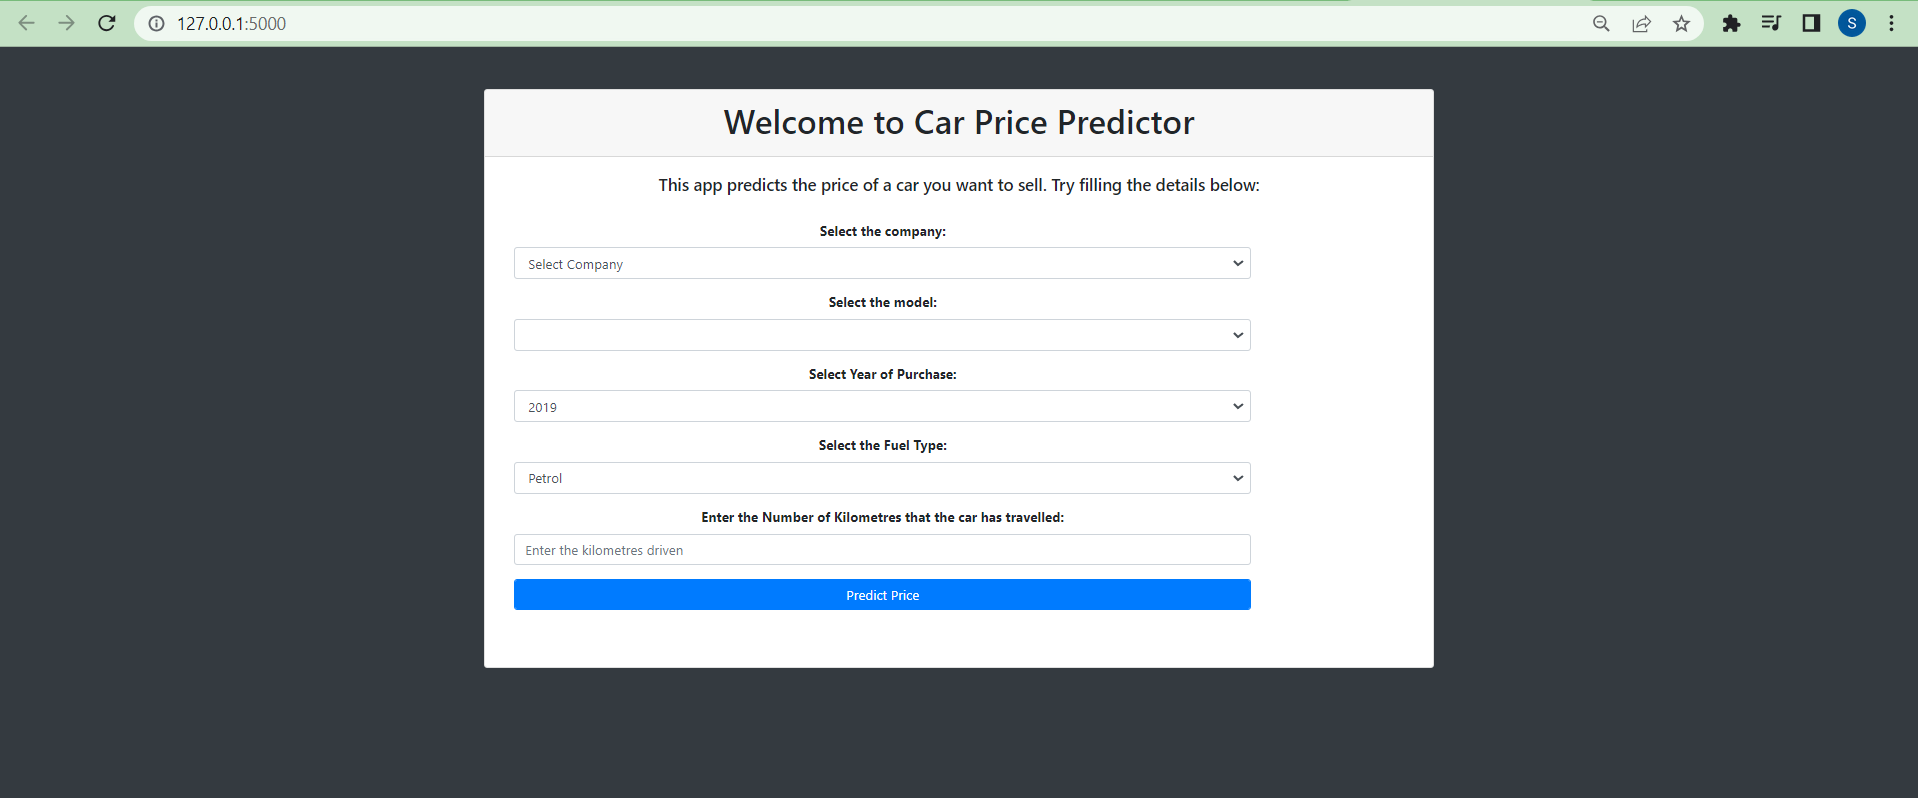 127.0.0.1:5000
S
Welcome to Car Price Predictor
This app predicts the price of a car you want to sell. Try filling the details below:
Select the company:
Select Company
Select the model:
Select Year of Purchase:
2019
Select the Fuel Type:
Petrol
Enter the Number of Kilometres that the car has travelled:
Enter the kilometres driven
Predict Price